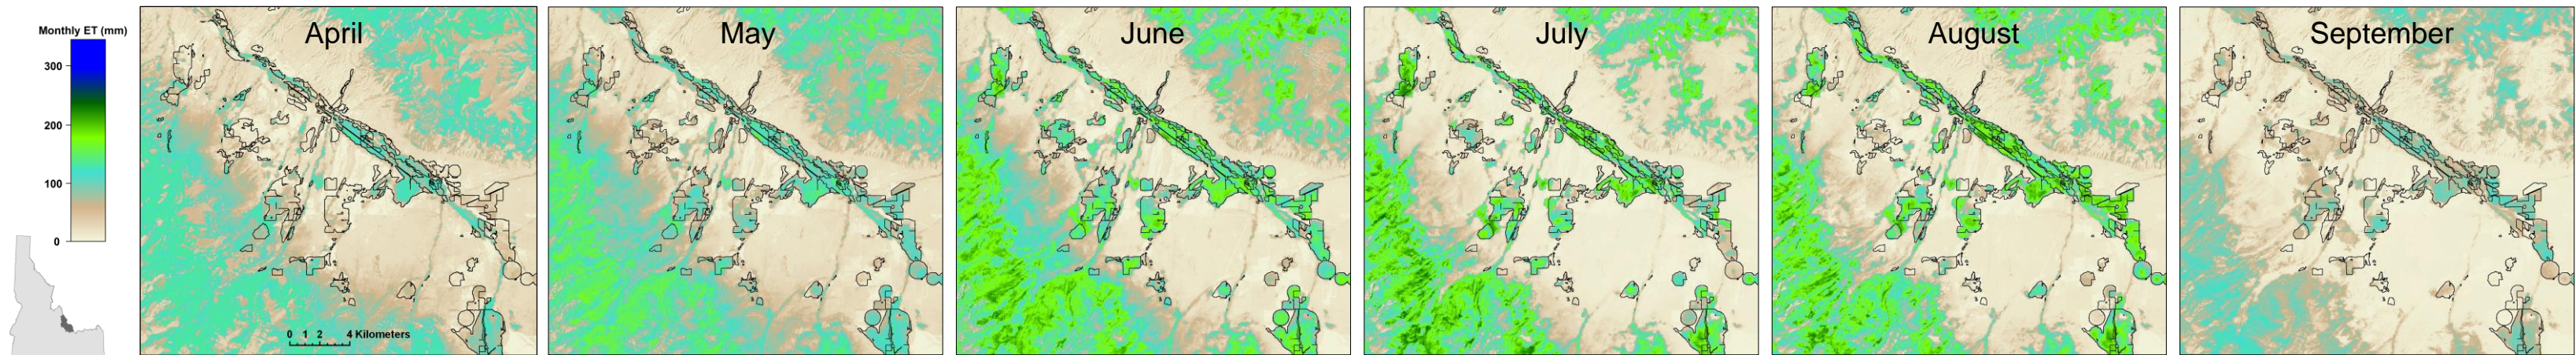 Monthly ET (mm)
300
200
100
0
April
May
June
July
August
September
0 1 2 4 Kilometers